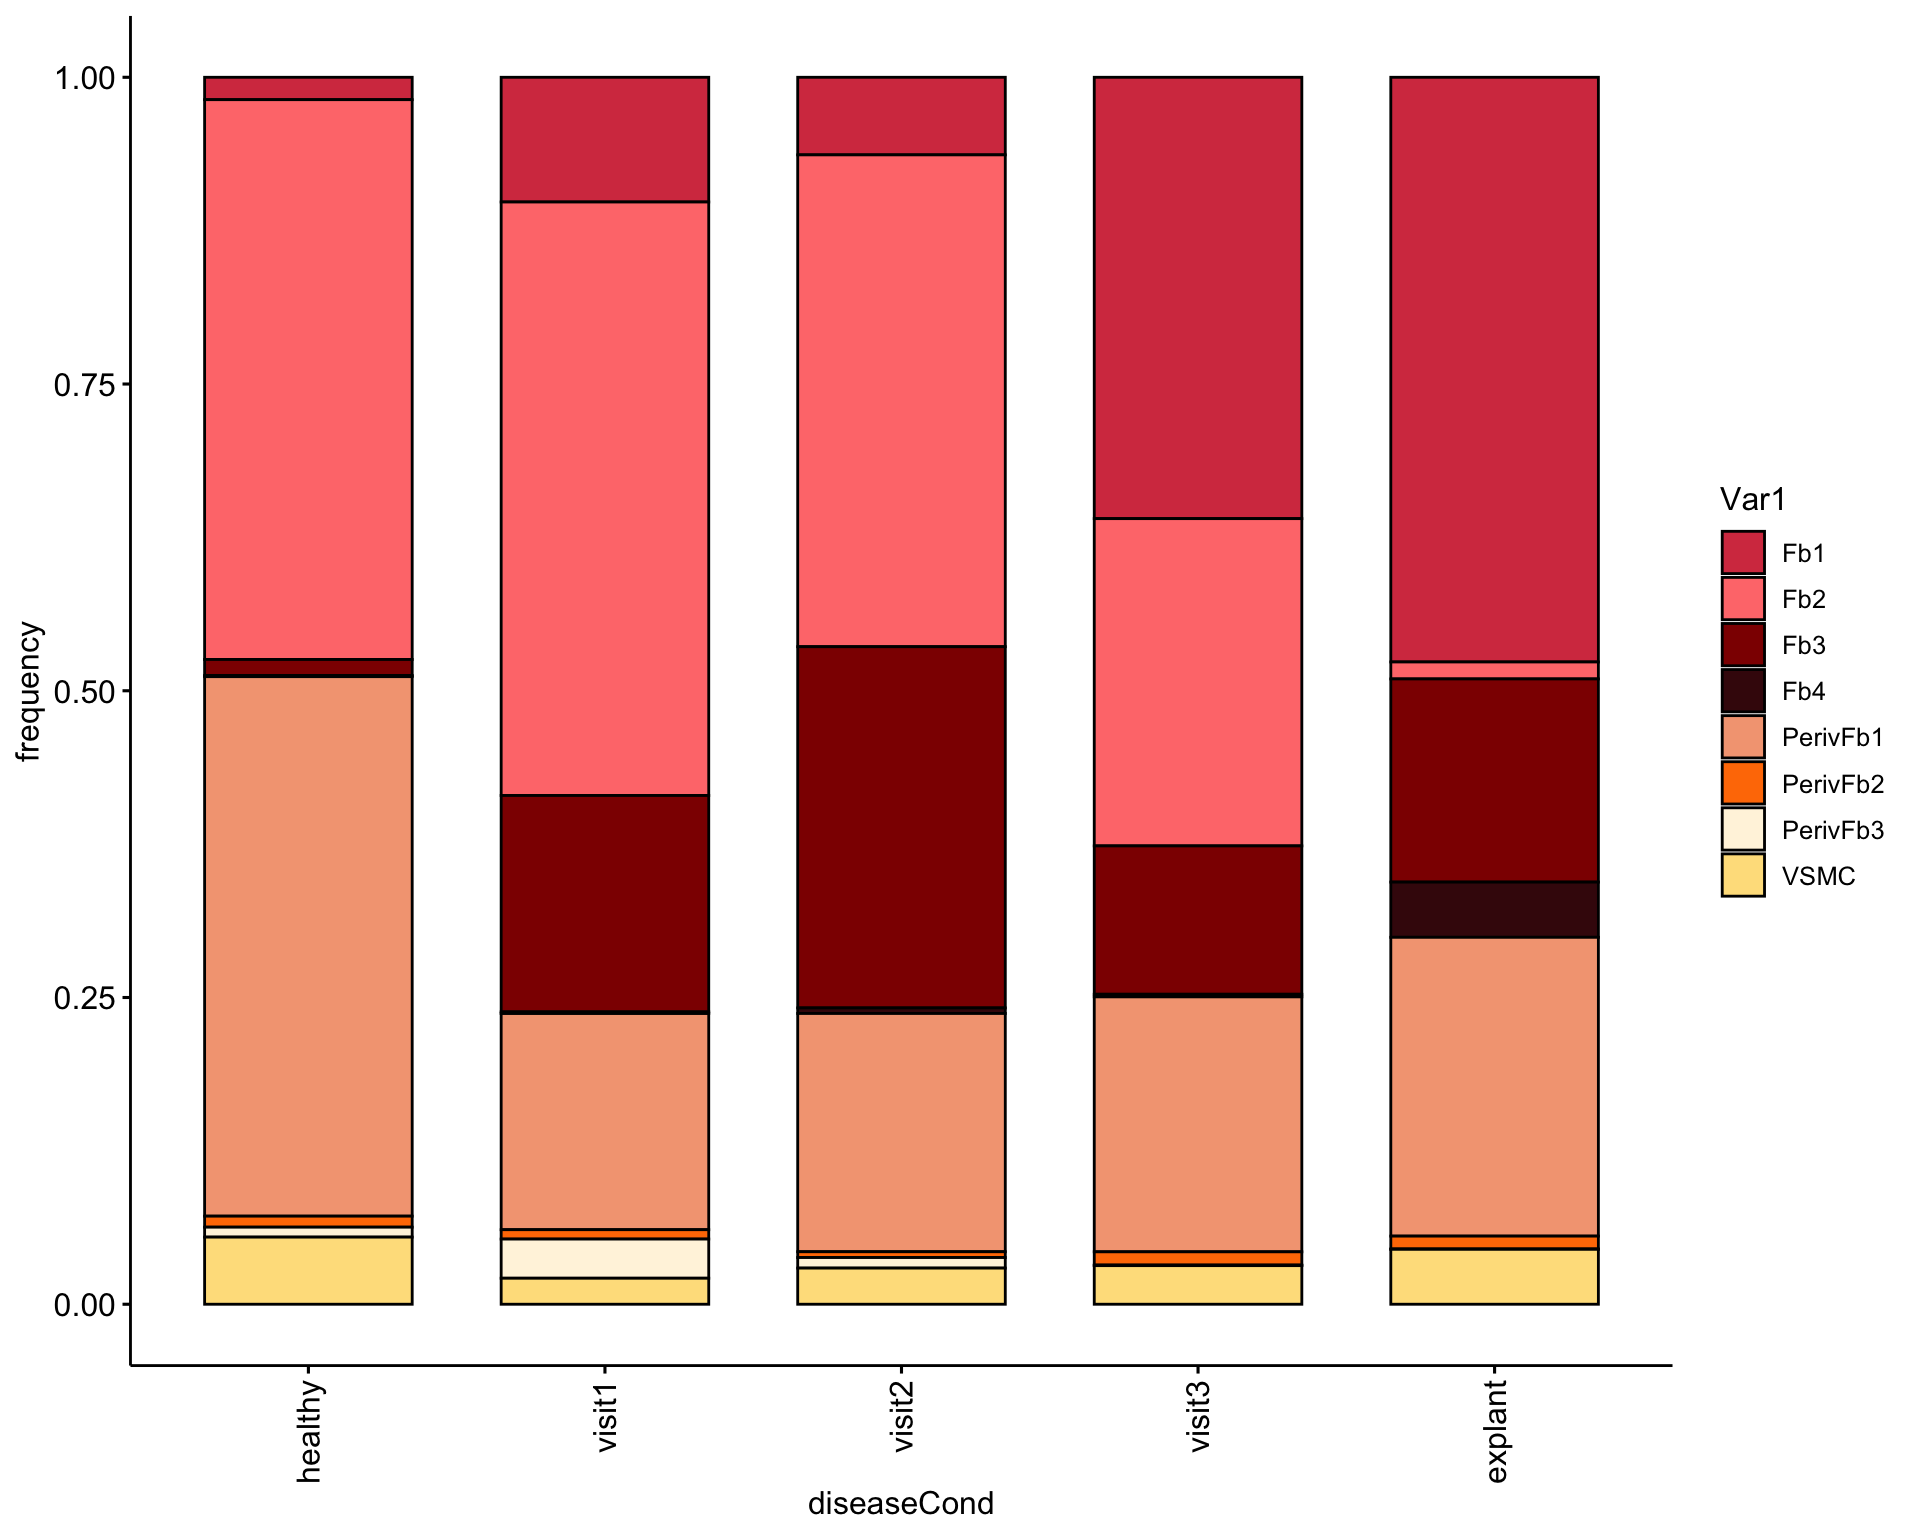 1.00
0.75
0.50
0.25
0.00
frequency
healthy
visit1
visit2
visit3
explant
diseaseCond
Var1
Fb1
Fb2
Fb3
Fb4
PerivFb1
PerivFb2
PerivFb3
VSMC